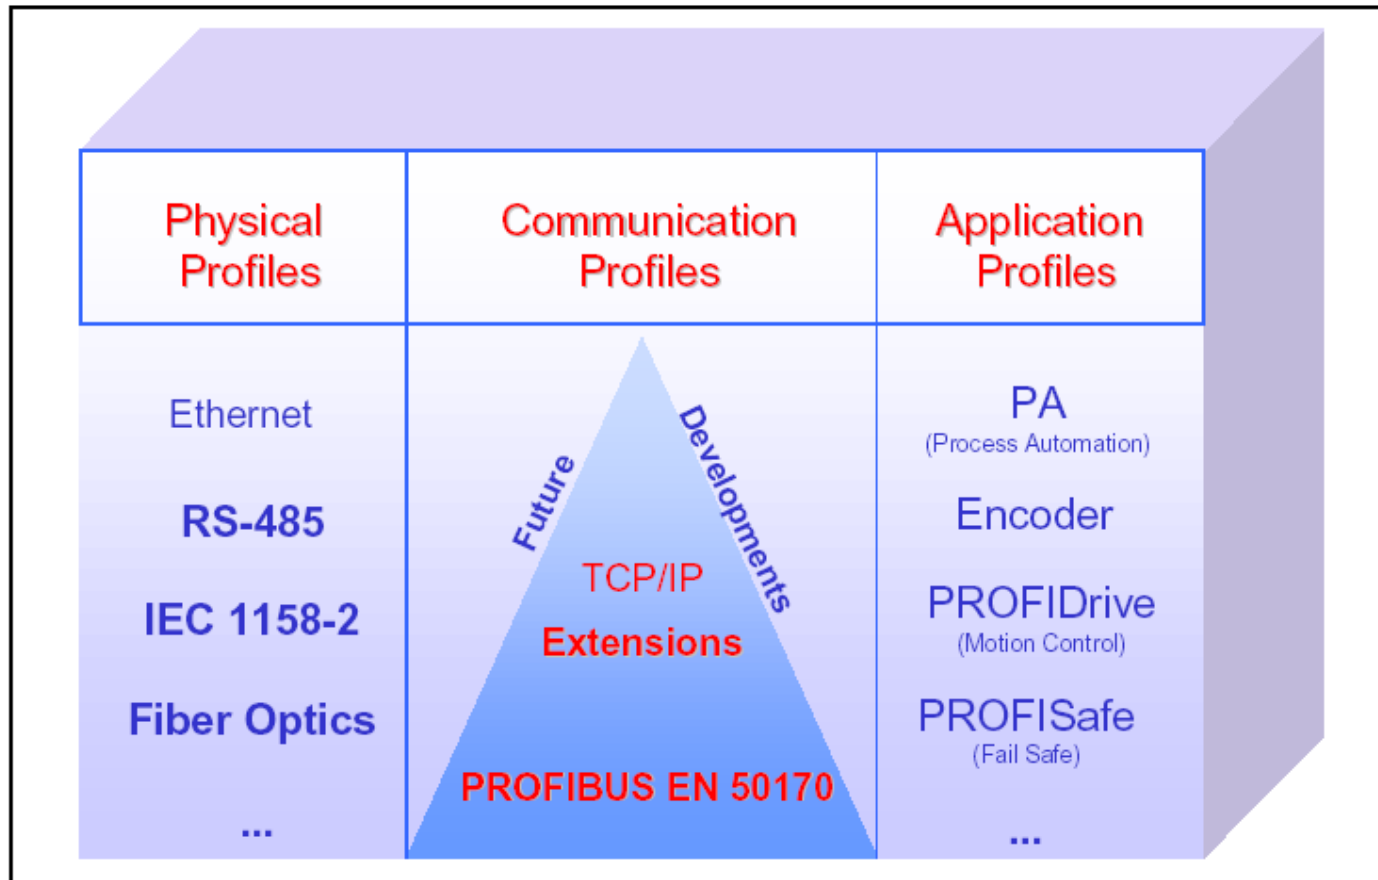 Physical
Profiles
Communication
Profiles
Application
Profiles
Ethernet
RS-485
IEC 1158-2
Fiber Optics
...
Future
Developments
TCP/IP
Extensions
PROFIBUS EN 50170
PA
(Process Automation)
Encoder
PROFIDrive
(Motion Control)
PROFISafe
(Fail Safe)
...